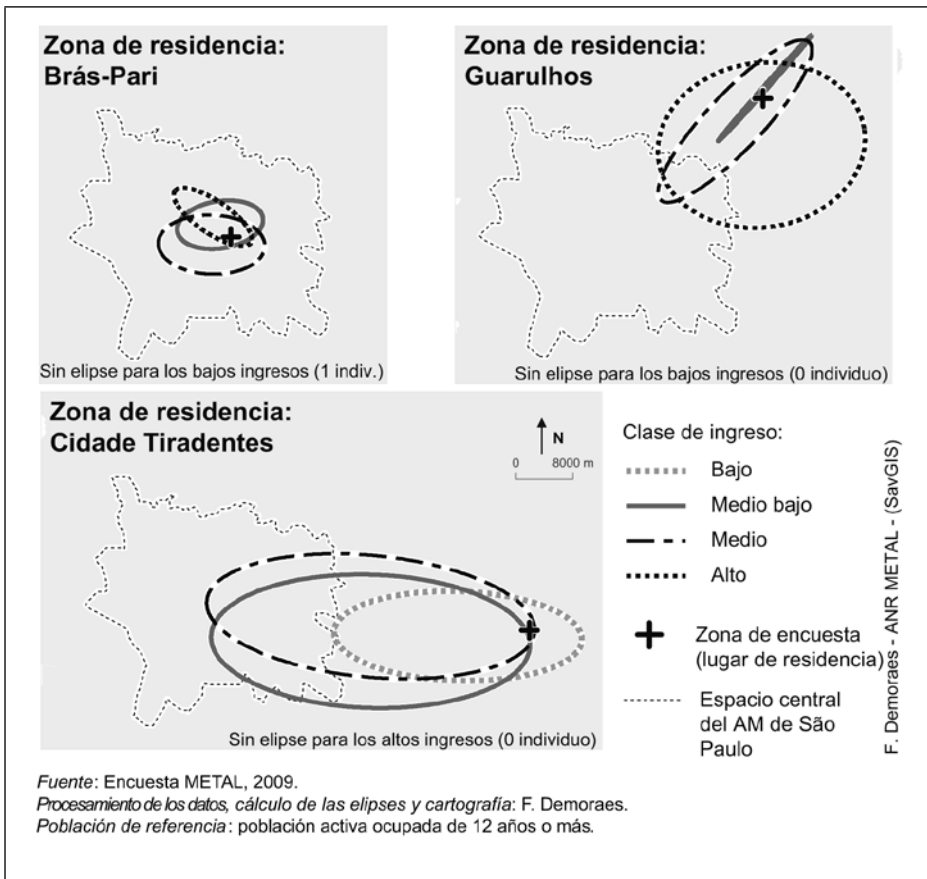 Zona de residencia:
Brás-Pari
Sin elipse para los bajos ingresos (1 indiv.)
Zona de residencia:
Guarulhos
Sin elipse para los bajos ingresos (0 individuo)
Zona de residencia:
Cidade Tiradentes
N
0 8000 m
Sin elipse para los altos ingresos (0 individuo)
Clase de ingreso:
Bajo
Medio bajo
Medio
Alto
Zona de encuesta
(lugar de residencia)
Espacio central
del AM de São
Paulo
F. Demoraes - ANR METAL - (SavGIS)
Fuente: Encuesta METAL, 2009.
Procesamiento de los datos, cálculo de las elipses y cartografía: F. Demoraes.
Población de referencia: población activa ocupada de 12 años o más.